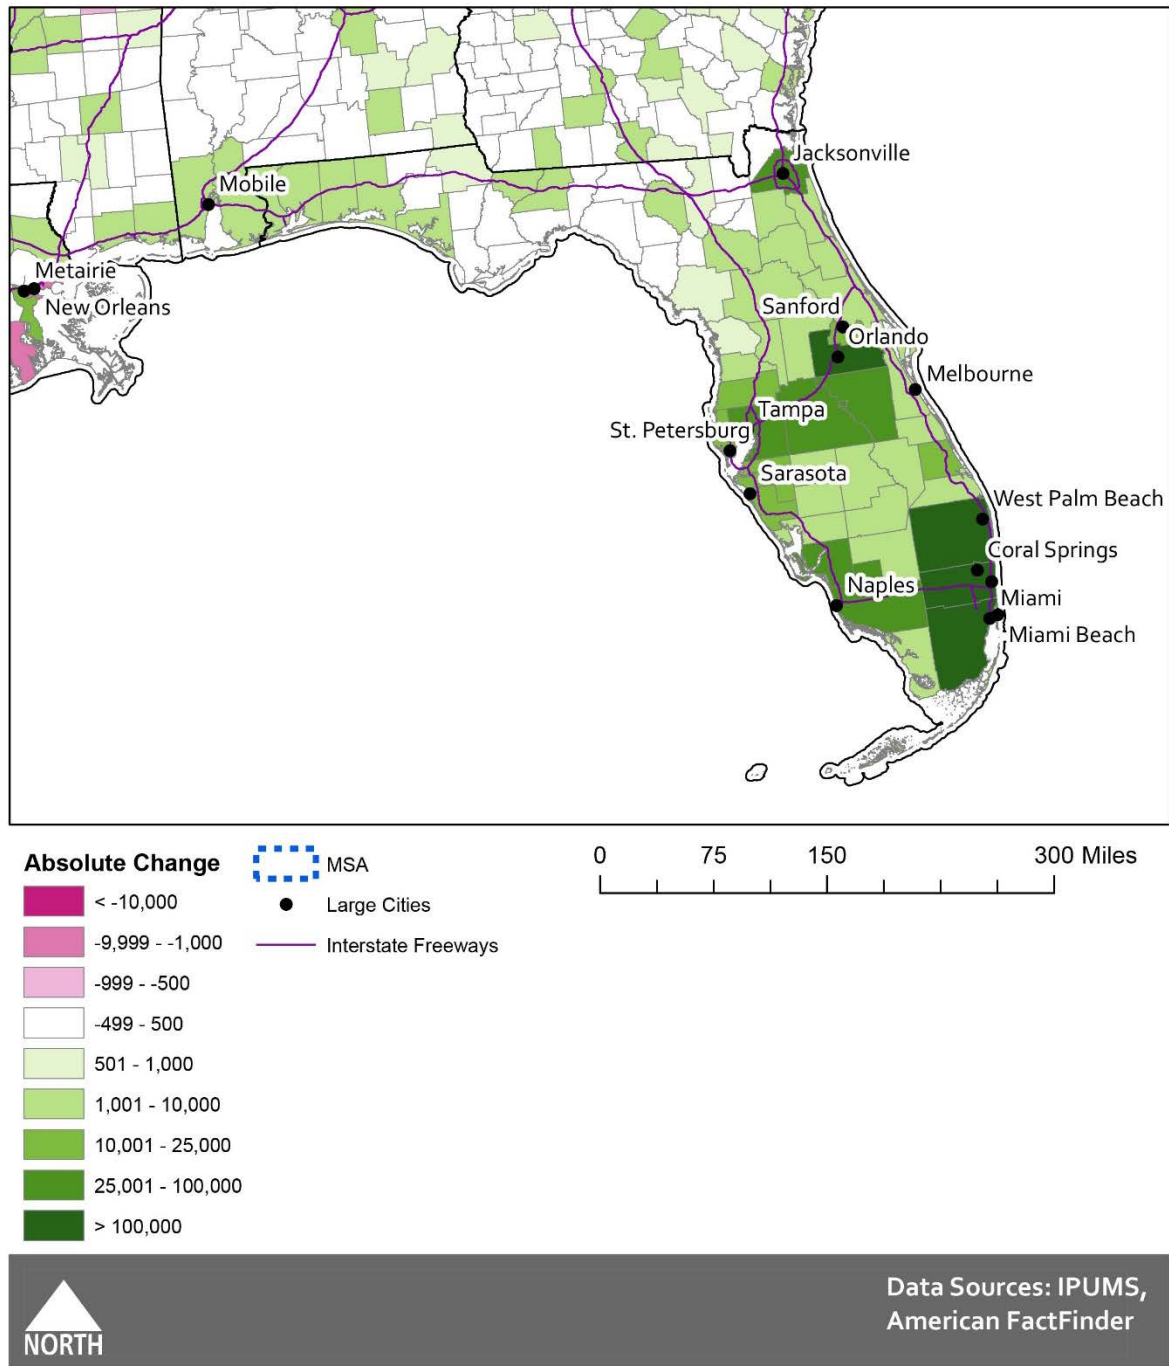 Jacksonville
Mobile
Metairie
New Orleans
Sanford
Orlando
Melbourne
Tampa
St. Petersburg
Sarasota
West Palm Beach
Coral Springs
Naples
Miami
Miami Beach
Absolute Change
< -10,000
-9,999 - -1,000
-999 - -500
-499 - 500
501 - 1,000
1,001 - 10,000
10,001 - 25,000
25,001 - 100,000
> 100,000
MSA
Large Cities
Interstate Freeways
0 75 150 300 Miles
NORTH
Data Sources: IPUMS,
American FactFinder